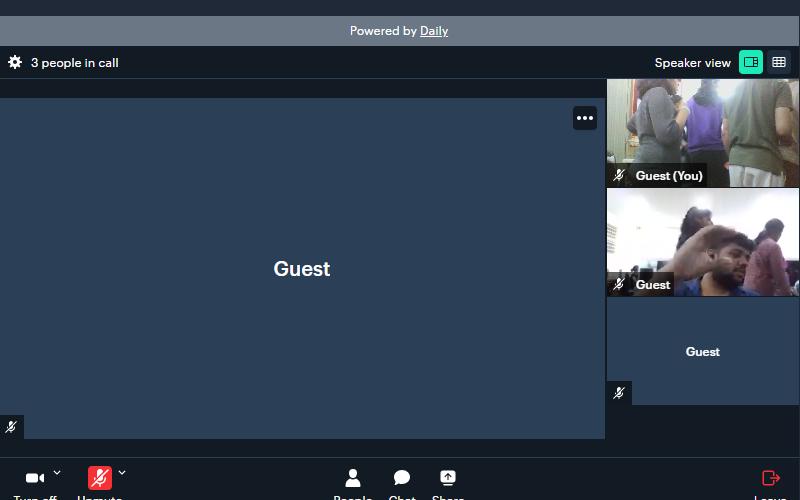 Powered by Daily
3 people in call
Speaker view
Guest (You)
Guest
Guest
Guest
Turn off
Unmute
People
Chat
Share
Leave